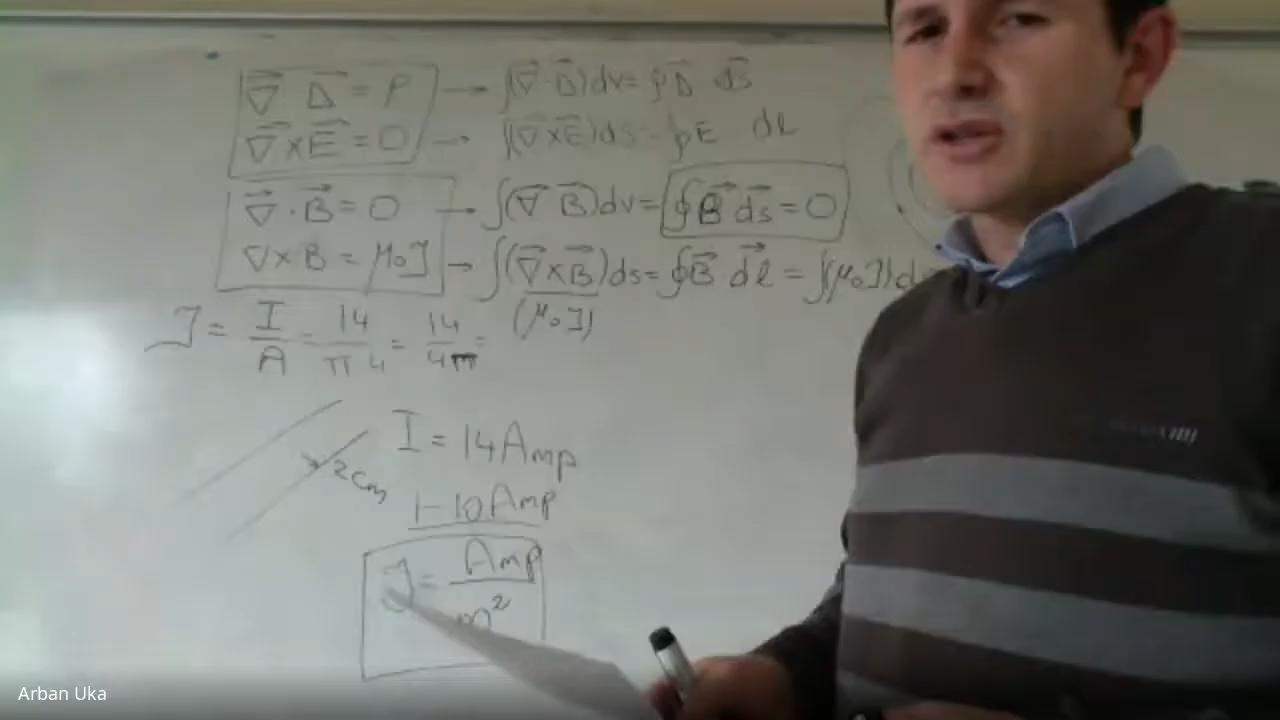 ∇⃗ D⃗ = ρ → ∫(∇⃗·D⃗)dv = ∮D⃗ ds⃗
∇⃗×E⃗ = 0 → ∫(∇⃗×E⃗)ds = ∮E dl
∇⃗·B⃗ = 0 → ∫(∇⃗ B⃗)dv = ∮B⃗ ds⃗ = 0
∇×B = μ₀J → ∫(∇⃗×B⃗)ds = ∮B⃗ dl⃗ = ∫(μ₀J)d
(μ₀J)
J = I/A = 14/π4 = 14/4π =
I = 14 Amp
2cm
1-10 Amp
J = Amp/m²
Arban Uka